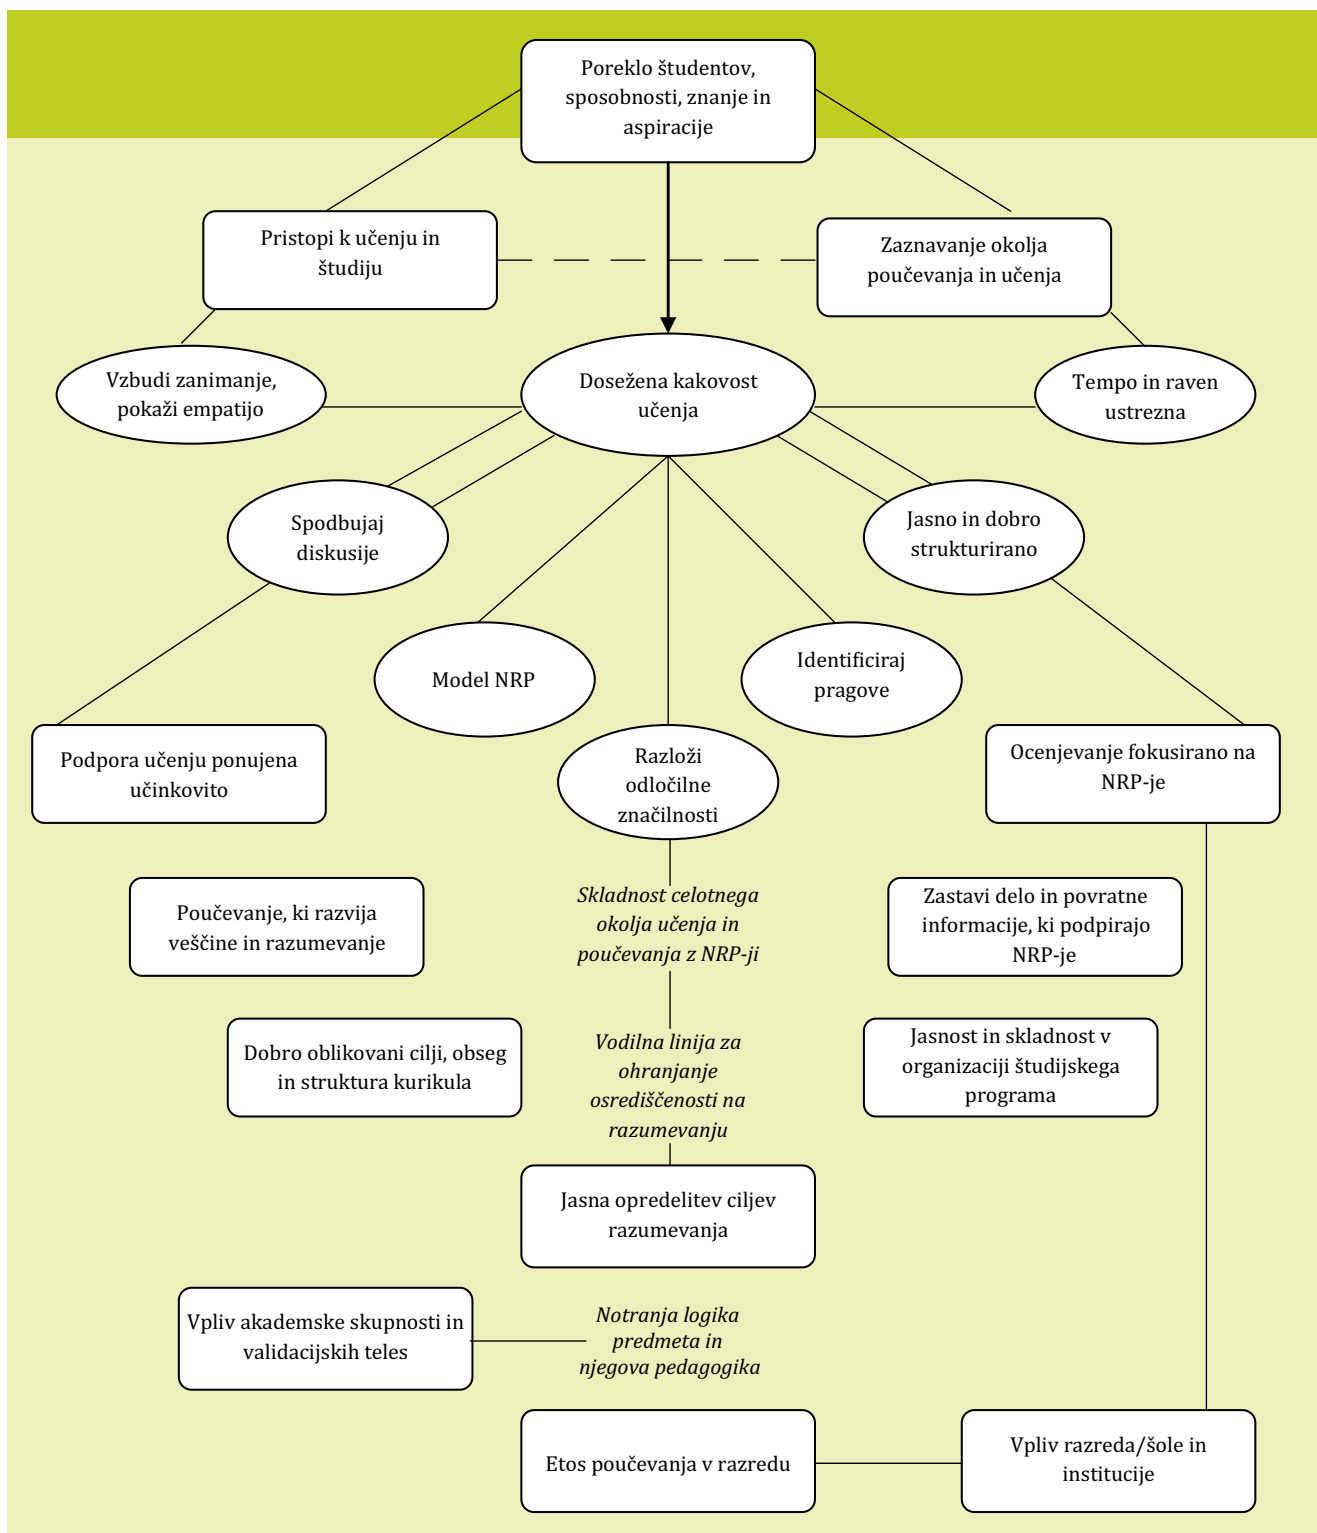 Poreklo študentov,
sposobnosti, znanje in
aspiracije
Pristopi k učenju in
študiju
Zaznavanje okolja
poučevanja in učenja
Vzbudi zanimanje,
pokaži empatijo
Dosežena kakovost
učenja
Tempo in raven
ustrezna
Spodbujaj
diskusije
Jasno in dobro
strukturirano
Model NRP
Identificiraj
pragove
Podpora učenju ponujena
učinkovito
Razloži
odločilne
značilnosti
Ocenjevanje fokusirano na
NRP-je
Poučevanje, ki razvija
veščine in razumevanje
Skladnost celotnega
okolja učenja in
poučevanja z NRP-ji
Zastavi delo in povratne
informacije, ki podpirajo
NRP-je
Dobro oblikovani cilji, obseg
in struktura kurikula
Vodilna linija za
ohranjanje
osrediščenosti na
razumevanju
Jasnost in skladnost v
organizaciji študijskega
programa
Jasna opredelitev ciljev
razumevanja
Vpliv akademske skupnosti in
validacijskih teles
Notranja logika
predmeta in
njegova pedagogika
Etos poučevanja v razredu
Vpliv razreda/šole in
institucije